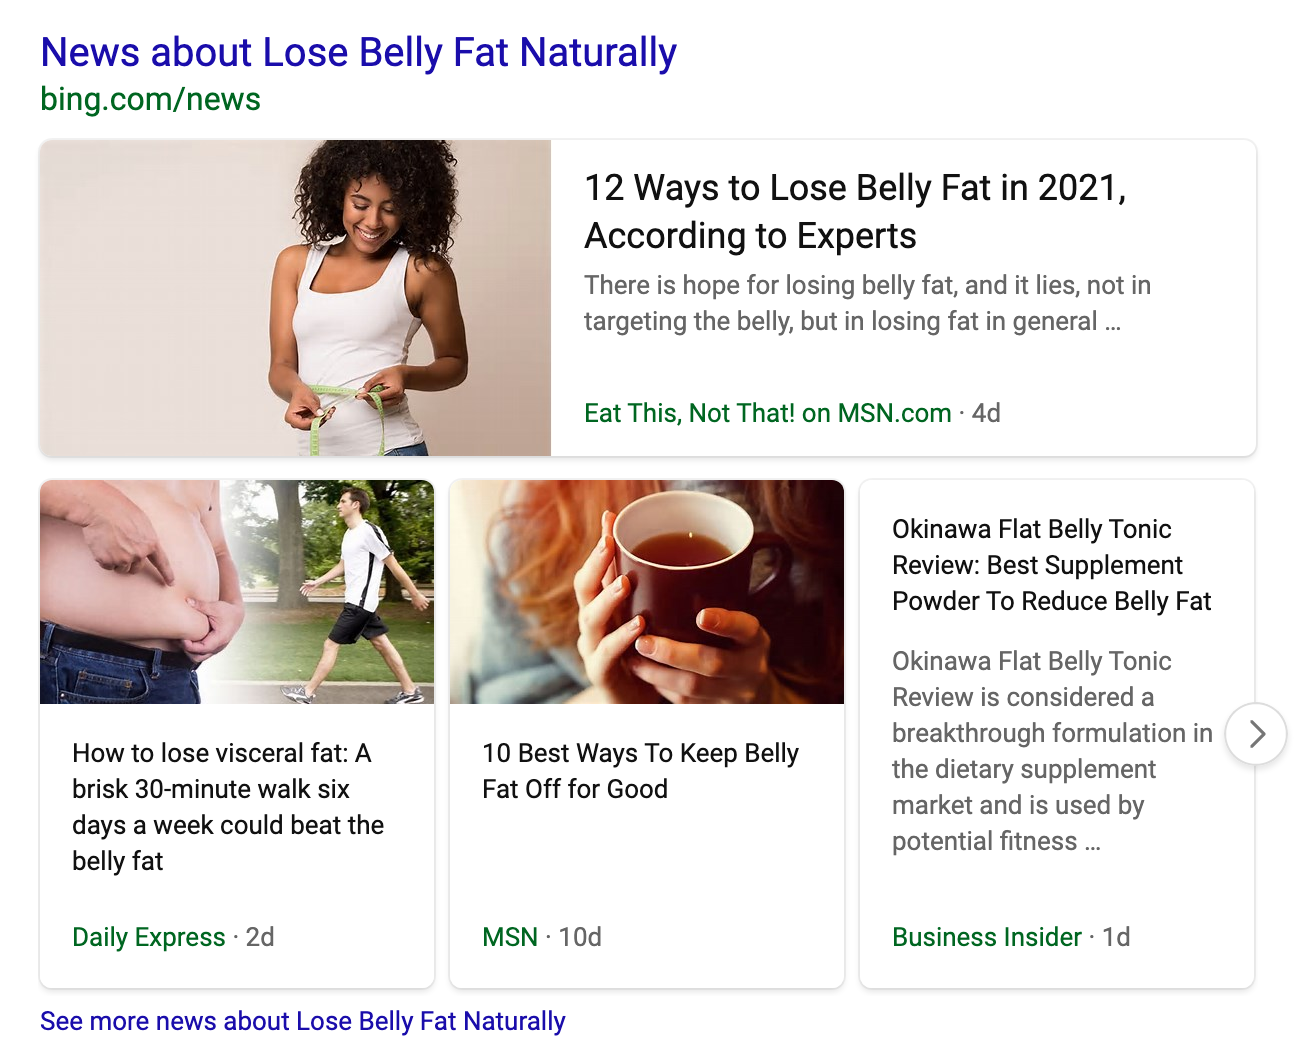 News about Lose Belly Fat Naturally
bing.com/news
12 Ways to Lose Belly Fat in 2021,
According to Experts
There is hope for losing belly fat, and it lies, not in
targeting the belly, but in losing fat in general ...
Eat This, Not That! on MSN.com · 4d
How to lose visceral fat: A
brisk 30-minute walk six
days a week could beat the
belly fat
Daily Express · 2d
10 Best Ways To Keep Belly
Fat Off for Good
MSN · 10d
Okinawa Flat Belly Tonic
Review: Best Supplement
Powder To Reduce Belly Fat
Okinawa Flat Belly Tonic
Review is considered a
breakthrough formulation in
the dietary supplement
market and is used by
potential fitness ...
Business Insider · 1d
See more news about Lose Belly Fat Naturally